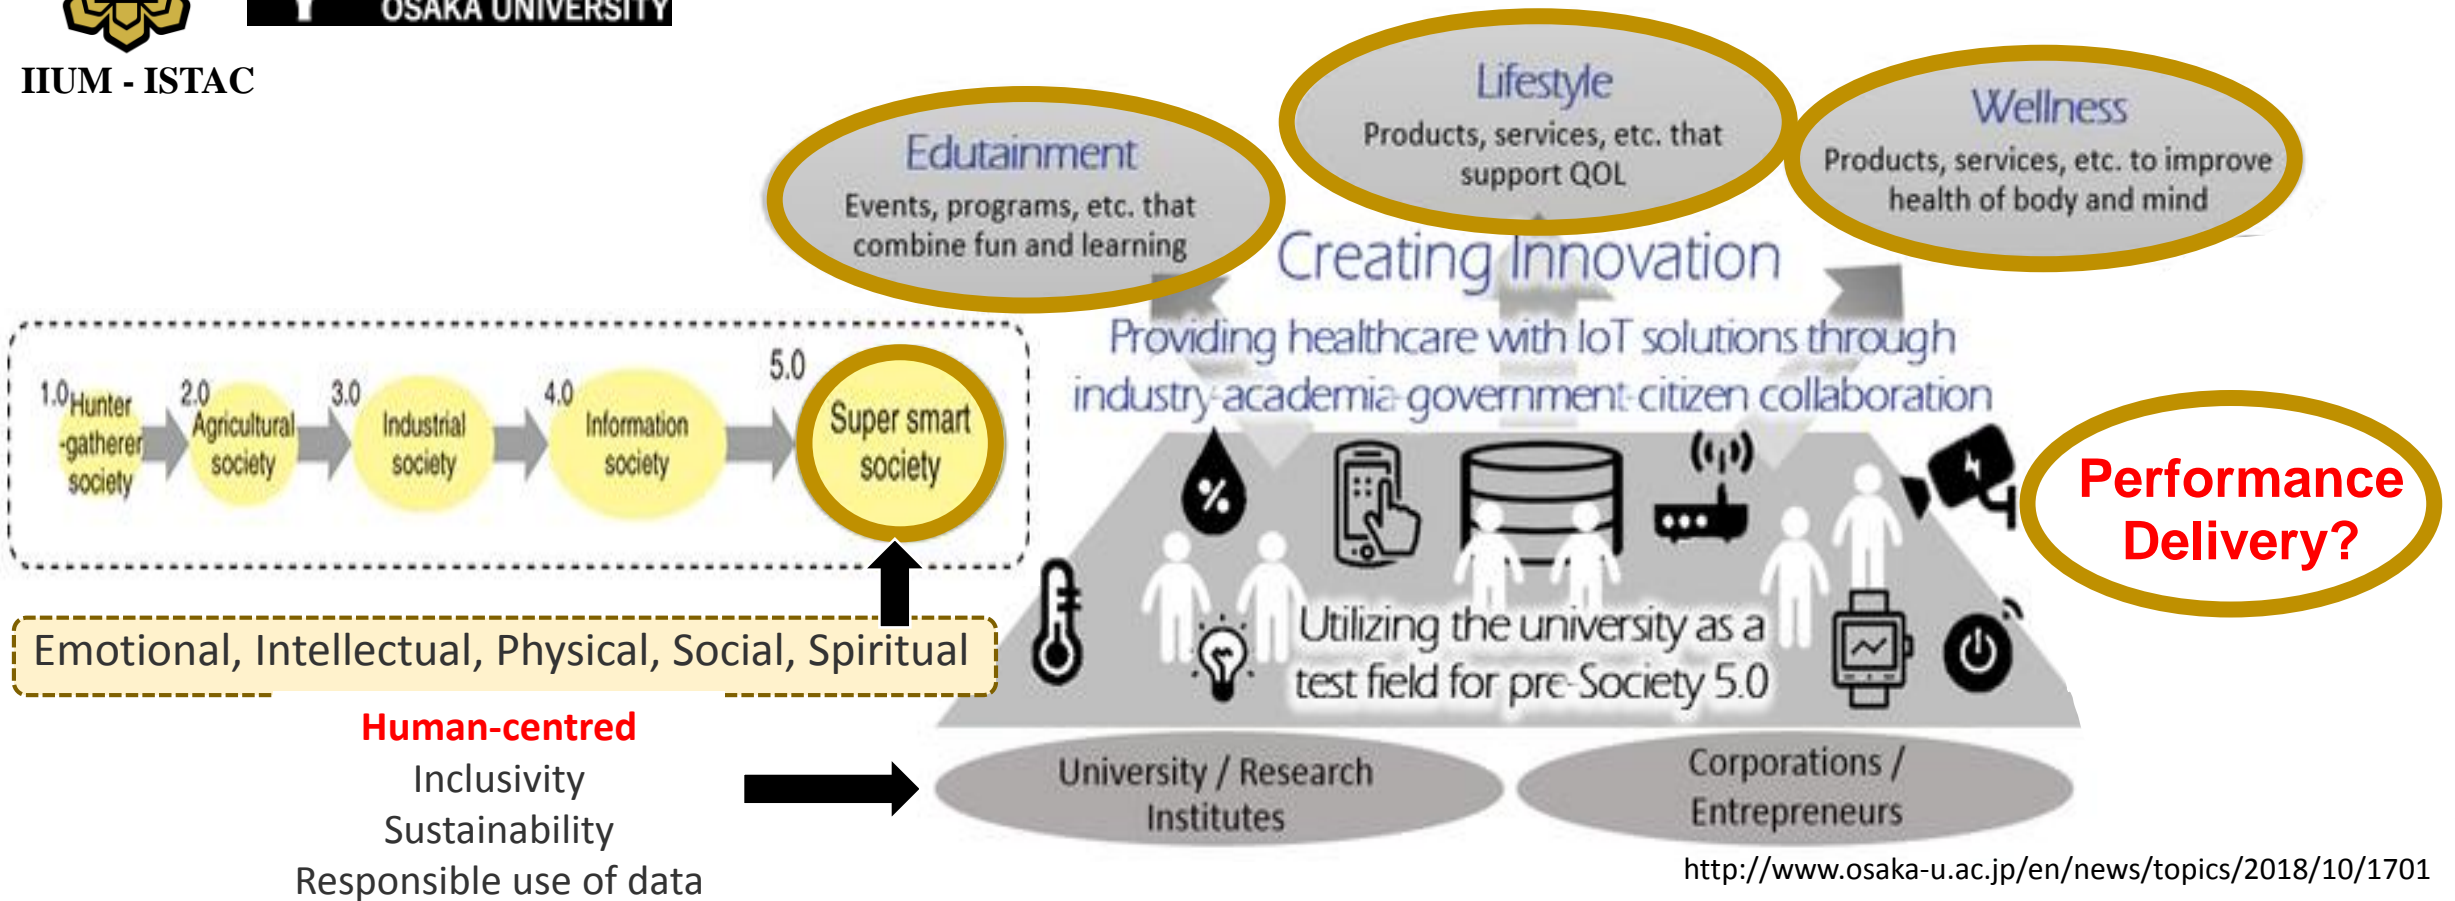 OSAKA UNIVERSITY
IIUM - ISTAC
Edutainment
Events, programs, etc. that
combine fun and learning
Lifestyle
Products, services, etc. that
support QOL
Wellness
Products, services, etc. to improve
health of body and mind
Creating Innovation
Providing healthcare with IoT solutions through
industry-academia-government-citizen collaboration
1.0
Hunter
-gatherer
society
2.0
Agricultural
society
3.0
Industrial
society
4.0
Information
society
5.0
Super smart
society
%
Performance
Delivery?
Utilizing the university as a
test field for pre-Society 5.0
Emotional, Intellectual, Physical, Social, Spiritual
Human-centred
Inclusivity
Sustainability
Responsible use of data
University / Research
Institutes
Corporations /
Entrepreneurs
http://www.osaka-u.ac.jp/en/news/topics/2018/10/1701